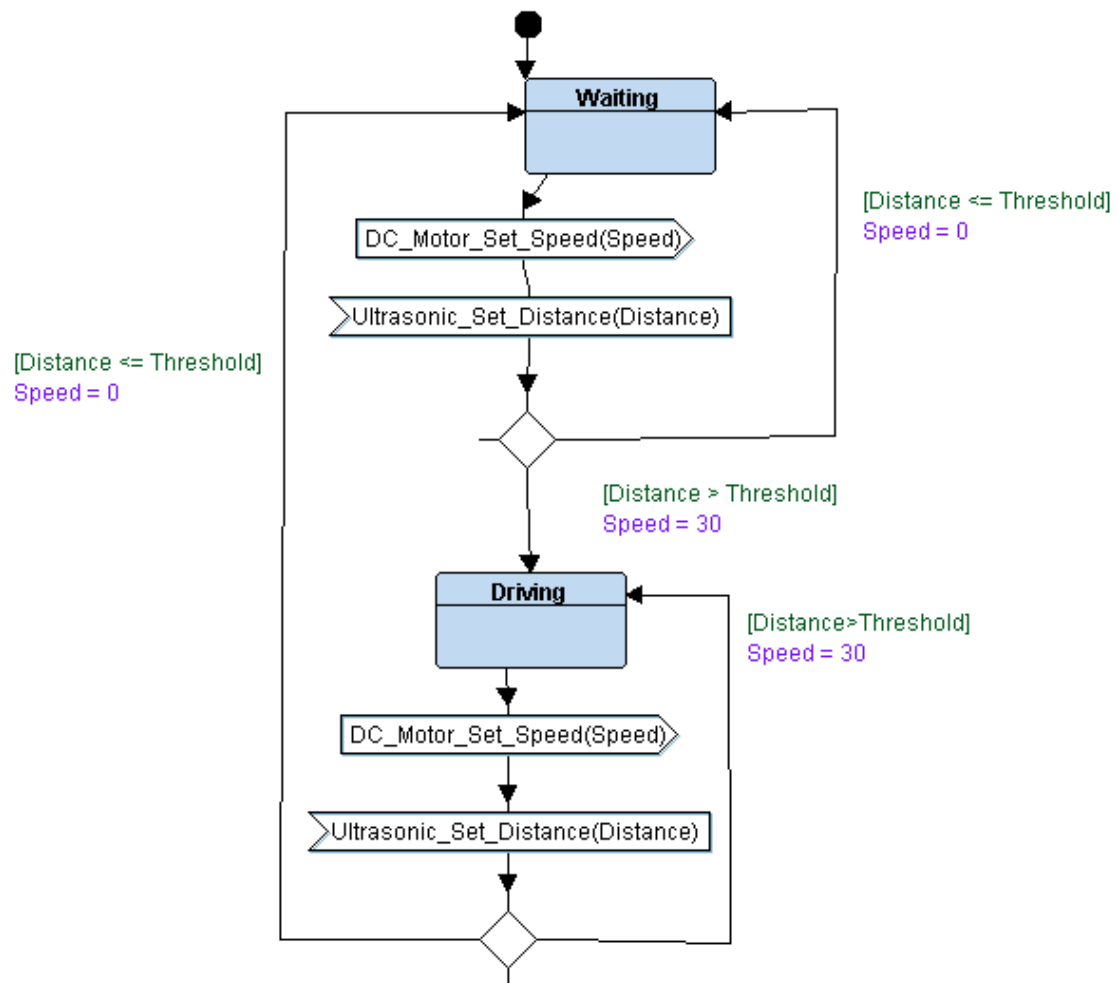 Waiting
[Distance <= Threshold]
Speed = 0
DC_Motor_Set_Speed(Speed)
Ultrasonic_Set_Distance(Distance)
[Distance <= Threshold]
Speed = 0
[Distance > Threshold]
Speed = 30
Driving
[Distance>Threshold]
Speed = 30
DC_Motor_Set_Speed(Speed)
Ultrasonic_Set_Distance(Distance)